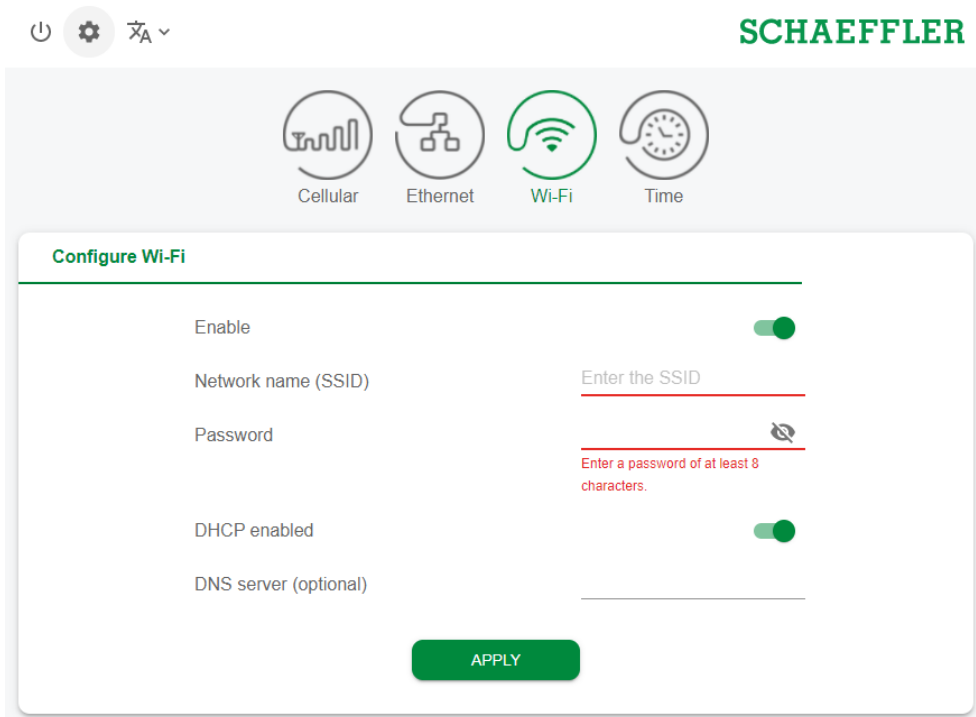 SCHAEFFLER
Cellular Ethernet Wi-Fi Time
Configure Wi-Fi
Enable
Network name (SSID) Enter the SSID
Password
Enter a password of at least 8
characters.
DHCP enabled
DNS server (optional)
APPLY